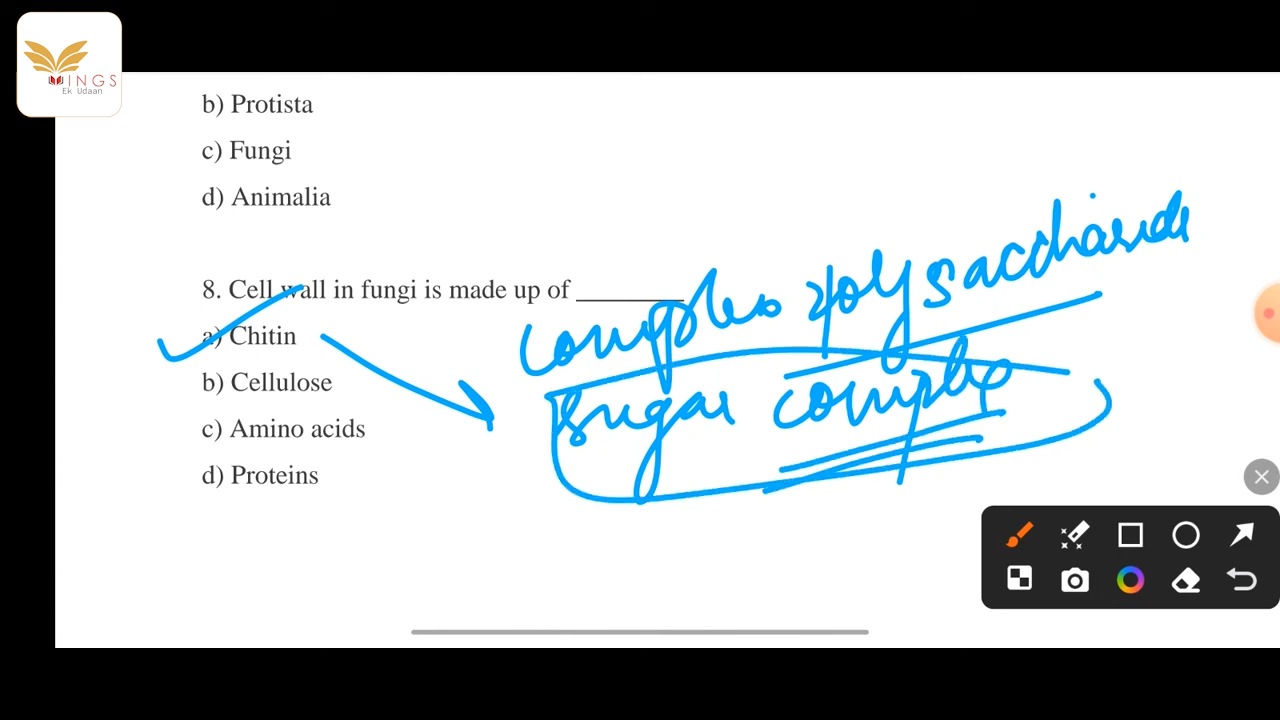 WINGS
Ek Udaan
b) Protista
c) Fungi
d) Animalia
8. Cell wall in fungi is made up of ________
a) Chitin
b) Cellulose
c) Amino acids
d) Proteins
complex polysaccharide
sugar complex